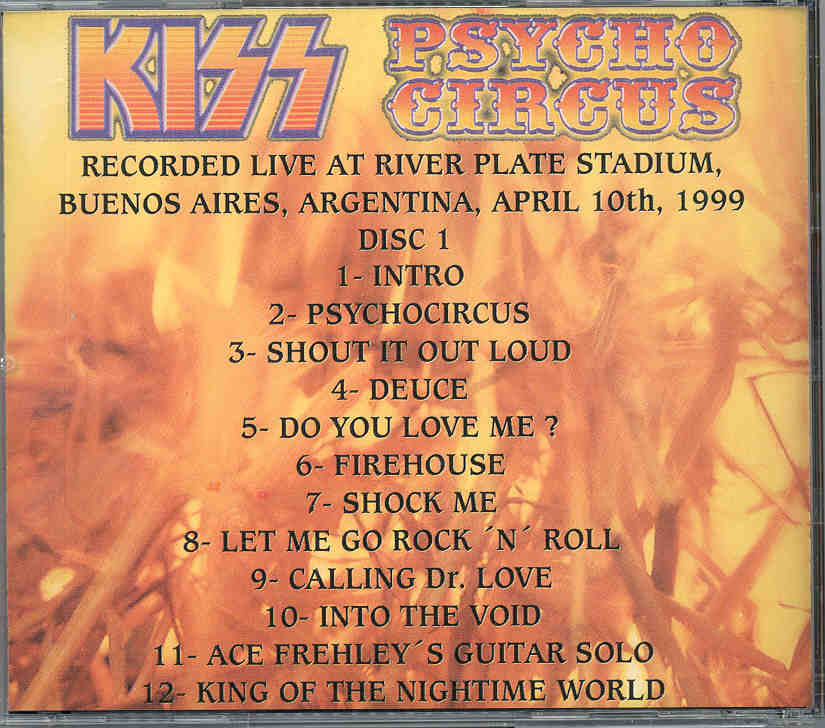 KISS PSYCHO CIRCUS
RECORDED LIVE AT RIVER PLATE STADIUM,
BUENOS AIRES, ARGENTINA, APRIL 10th, 1999
DISC 1
1- INTRO
2- PSYCHOCIRCUS
3- SHOUT IT OUT LOUD
4- DEUCE
5- DO YOU LOVE ME ?
6- FIREHOUSE
7- SHOCK ME
8- LET ME GO ROCK ´N´ ROLL
9- CALLING Dr. LOVE
10- INTO THE VOID
11- ACE FREHLEY´S GUITAR SOLO
12- KING OF THE NIGHTIME WORLD